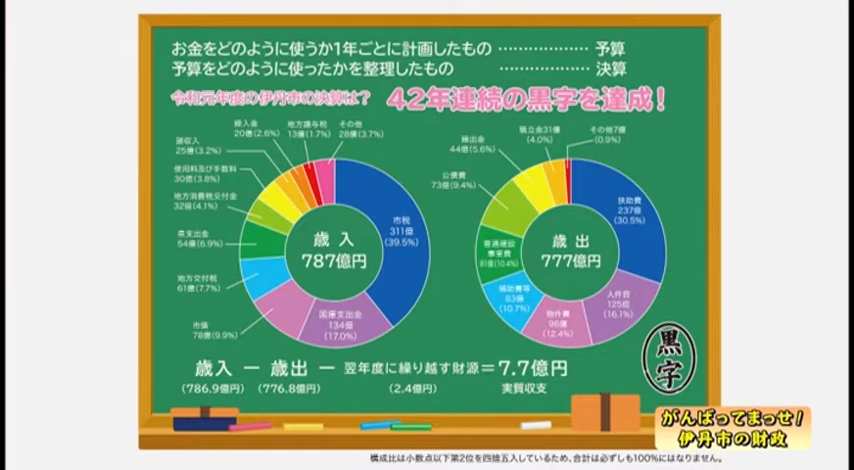 お金をどのように使うか1年ごとに計画したもの ……………… 予算
予算をどのように使ったかを整理したもの ……………… 決算
令和元年度の伊丹市の決算は?
42年連続の黒字を達成!
繰入金
20億(2.6%)
地方譲与税
13億(1.7%)
その他
28億(3.7%)
諸収入
25億(3.2%)
使用料及び手数料
30億(3.8%)
地方消費税交付金
32億(4.1%)
県支出金
54億(6.9%)
地方交付税
61億(7.7%)
市債
78億(9.9%)
国庫支出金
134億
(17.0%)
市税
311億
(39.5%)
歳入
787億円
積立金31億
(4.0%)
その他7億
(0.9%)
繰出金
44億(5.6%)
公債費
73億(9.4%)
普通建設
事業費
81億(10.4%)
補助費等
83億
(10.7%)
物件費
96億
(12.4%)
人件費
125億
(16.1%)
扶助費
237億
(30.5%)
歳出
777億円
歳入 − 歳出 − 翌年度に繰り越す財源=7.7億円
(786.9億円) (776.8億円) (2.4億円) 実質収支
黒字
がんばってまっせ!
伊丹市の財政
構成比は小数点以下第2位を四捨五入しているため、合計は必ずしも100%にはなりません。